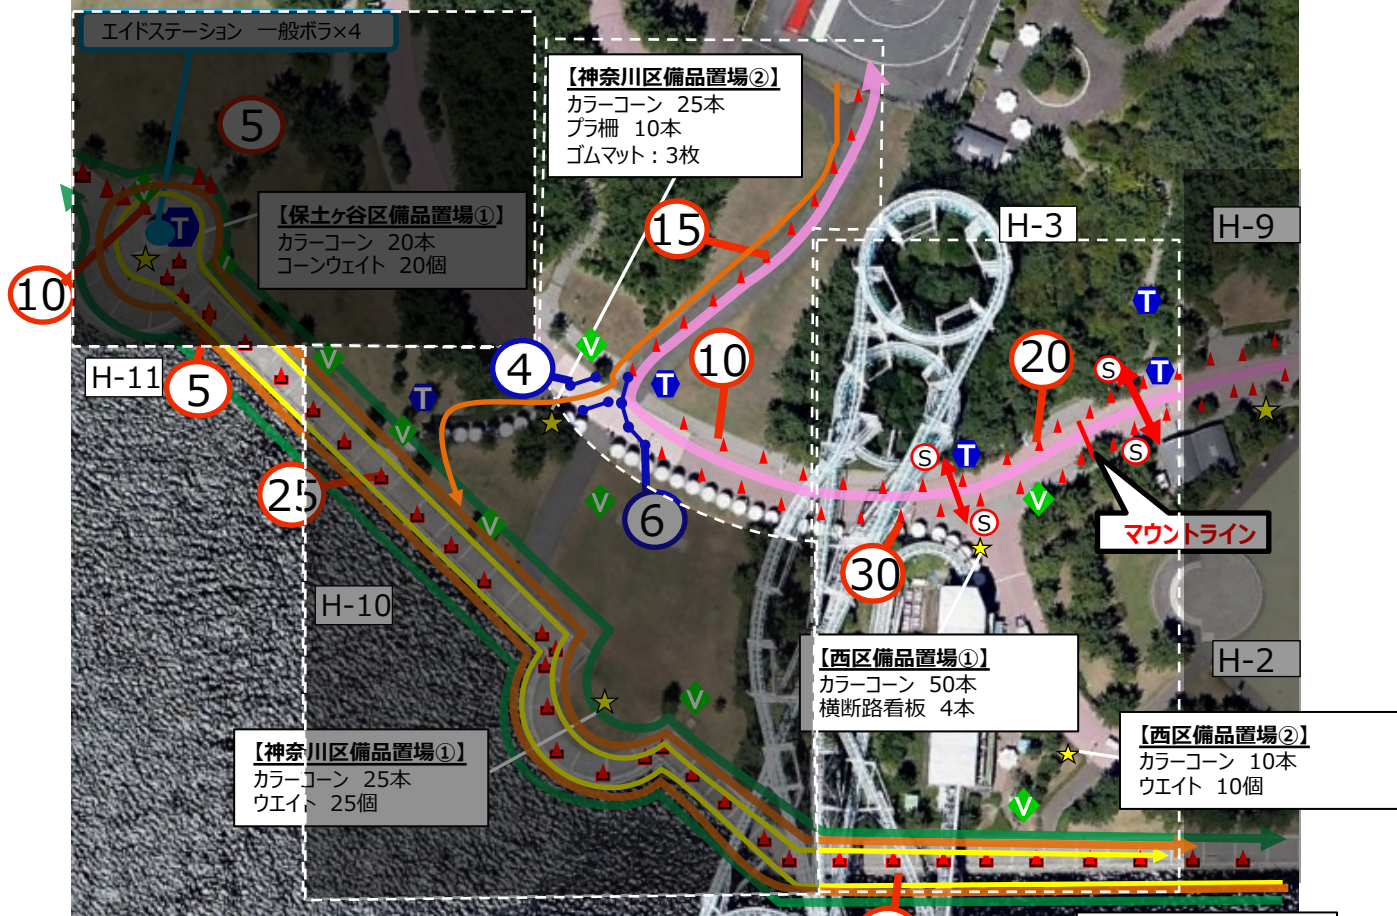 エイドステーション 一般ボラ×4
【神奈川区備品置場②】
カラーコーン 25本
プラ柵 10本
ゴムマット：3枚
5
【保土ヶ谷区備品置場①】
カラーコーン 20本
コーンウェイト 20個
T
15
H-3
H-9
10
T
V
4
V
10
20
S
T
H-11
5
T
T
V
S
T
S
25
V
V
6
V
S
マウントライン
30
H-10
【西区備品置場①】
カラーコーン 50本
横断路看板 4本
H-2
V
【神奈川区備品置場①】
カラーコーン 25本
ウエイト 25個
【西区備品置場②】
カラーコーン 10本
ウエイト 10個
V